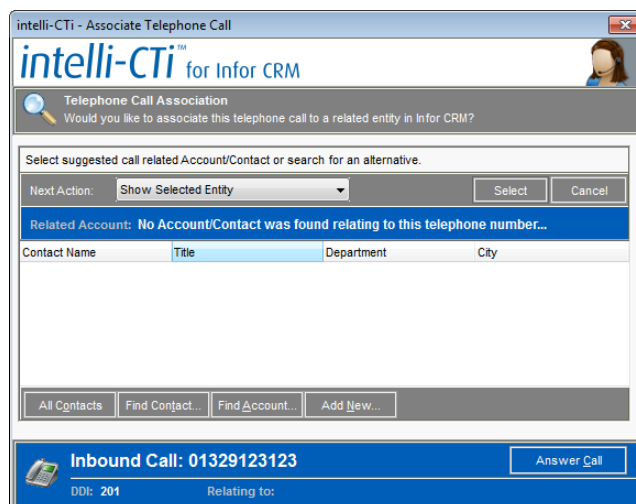 intelli-CTi - Associate Telephone Call
intelli-CTi™ for Infor CRM
Telephone Call Association
Would you like to associate this telephone call to a related entity in Infor CRM?
Select suggested call related Account/Contact or search for an alternative.
Next Action: Show Selected Entity Select Cancel
Related Account: No Account/Contact was found relating to this telephone number...
Contact Name Title Department City
All Contacts Find Contact... Find Account... Add New...
Inbound Call: 01329123123 Answer Call
DDI: 201 Relating to: